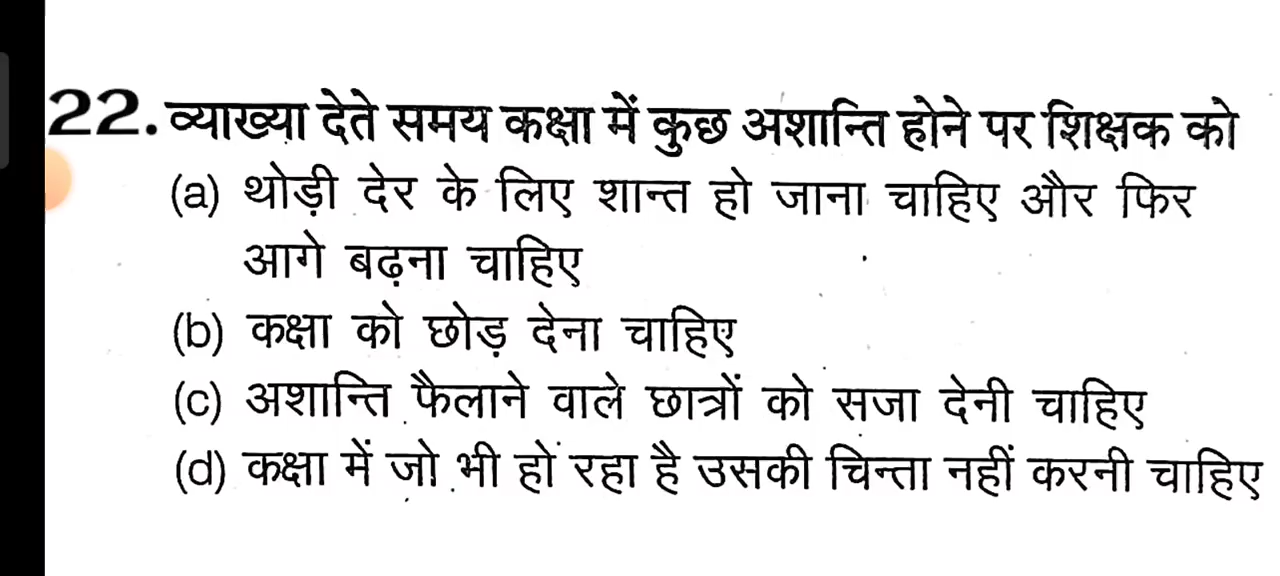 22. व्याख्या देते समय कक्षा में कुछ अशान्ति होने पर शिक्षक को
(a) थोड़ी देर के लिए शान्त हो जाना चाहिए और फिर
आगे बढ़ना चाहिए
(b) कक्षा को छोड़ देना चाहिए
(c) अशान्ति फैलाने वाले छात्रों को सजा देनी चाहिए
(d) कक्षा में जो भी हो रहा है उसकी चिन्ता नहीं करनी चाहिए